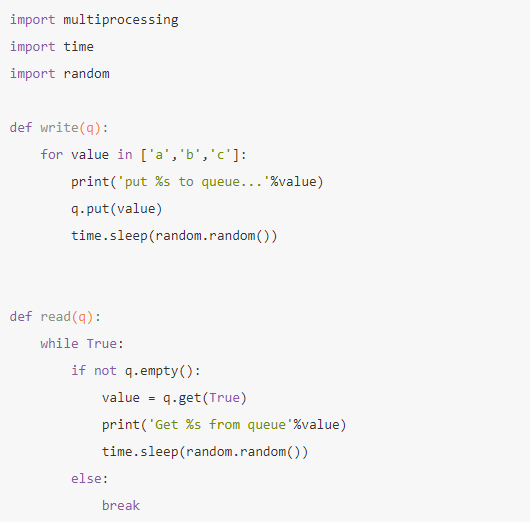 import multiprocessing
import time
import random
def write(q):
    for value in ['a','b','c']:
        print('put %s to queue...'%value)
        q.put(value)
        time.sleep(random.random())
def read(q):
    while True:
        if not q.empty():
            value = q.get(True)
            print('Get %s from queue'%value)
            time.sleep(random.random())
        else:
            break